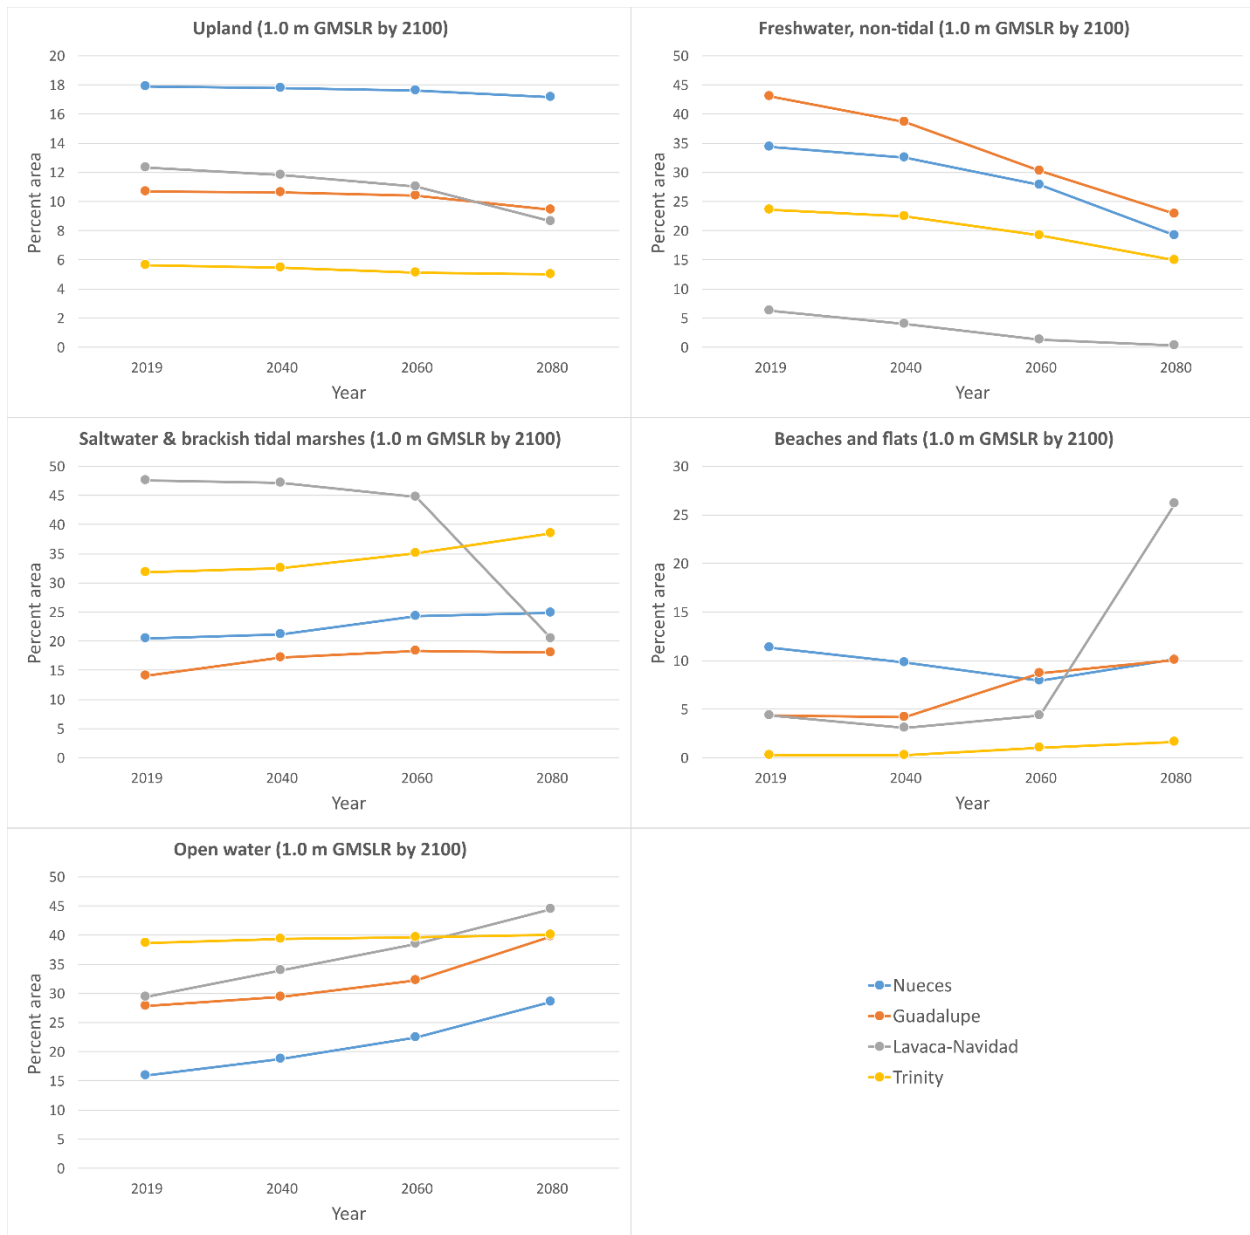 Upland (1.0 m GMSLR by 2100)
Percent area
20
18
16
14
12
10
8
6
4
2
0
2019 2040 2060 2080
Year
Freshwater, non-tidal (1.0 m GMSLR by 2100)
Percent area
50
45
40
35
30
25
20
15
10
5
0
2019 2040 2060 2080
Year
Saltwater & brackish tidal marshes (1.0 m GMSLR by 2100)
Percent area
50
45
40
35
30
25
20
15
10
5
0
2019 2040 2060 2080
Year
Beaches and flats (1.0 m GMSLR by 2100)
Percent area
30
25
20
15
10
5
0
2019 2040 2060 2080
Year
Open water (1.0 m GMSLR by 2100)
Percent area
50
45
40
35
30
25
20
15
10
5
0
2019 2040 2060 2080
Year
Nueces
Guadalupe
Lavaca-Navidad
Trinity